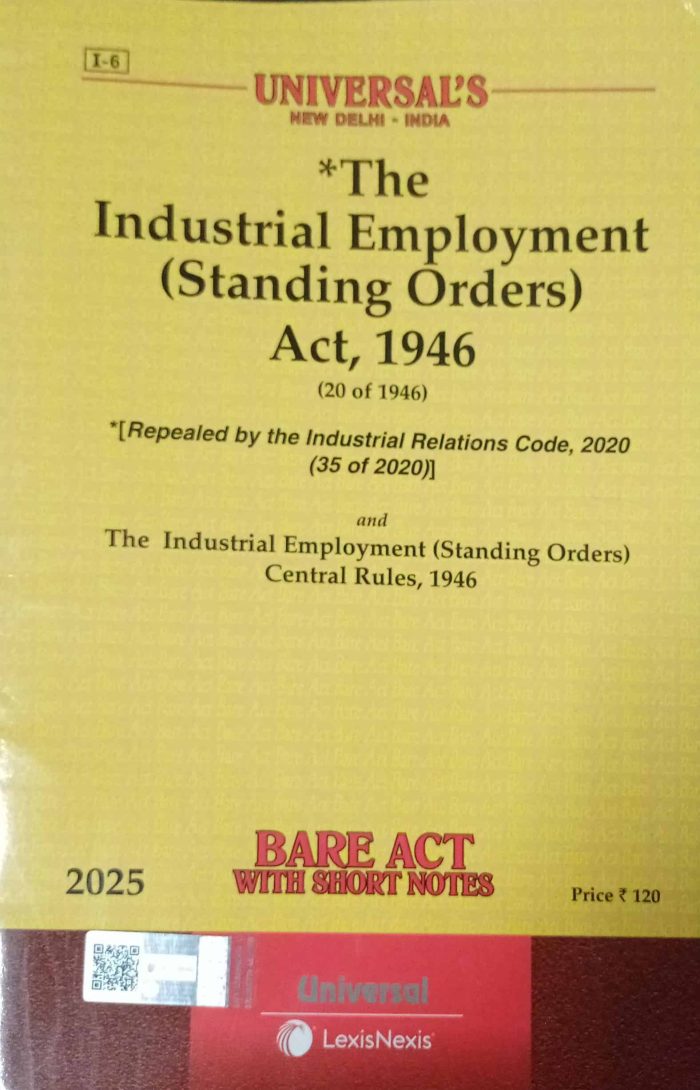 I-6
UNIVERSAL'S
NEW DELHI - INDIA
*The
Industrial Employment
(Standing Orders)
Act, 1946
(20 of 1946)
*[Repealed by the Industrial Relations Code, 2020
(35 of 2020)]
and
The Industrial Employment (Standing Orders)
Central Rules, 1946
BARE ACT
WITH SHORT NOTES
2025
Price ₹ 120
Universal
LexisNexis